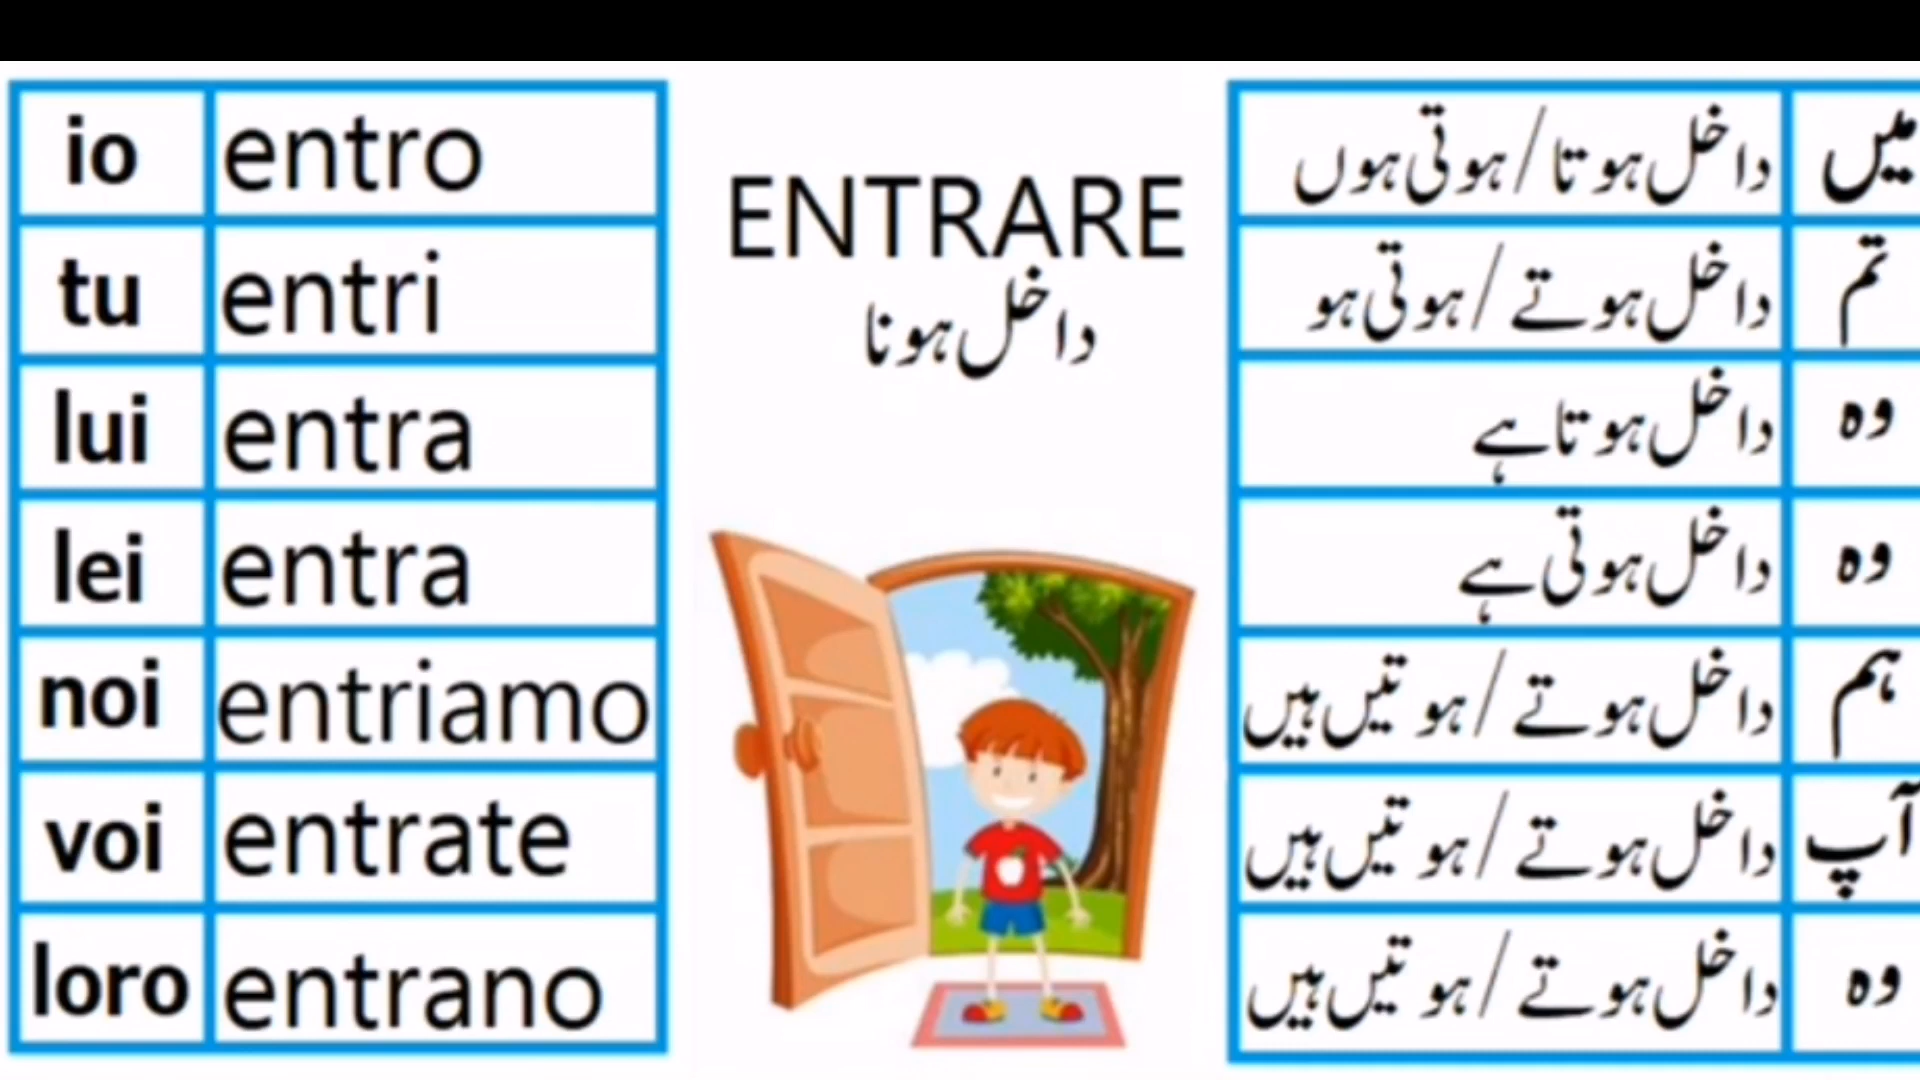 io entro
tu entri
lui entra
lei entra
noi entriamo
voi entrate
loro entrano
ENTRARE
داخل ہونا
میں داخل ہوتا / ہوتی ہوں
تم داخل ہوتے / ہوتی ہو
وہ داخل ہوتا ہے
وہ داخل ہوتی ہے
ہم داخل ہوتے / ہوتیں ہیں
آپ داخل ہوتے / ہوتیں ہیں
وہ داخل ہوتے / ہوتیں ہیں